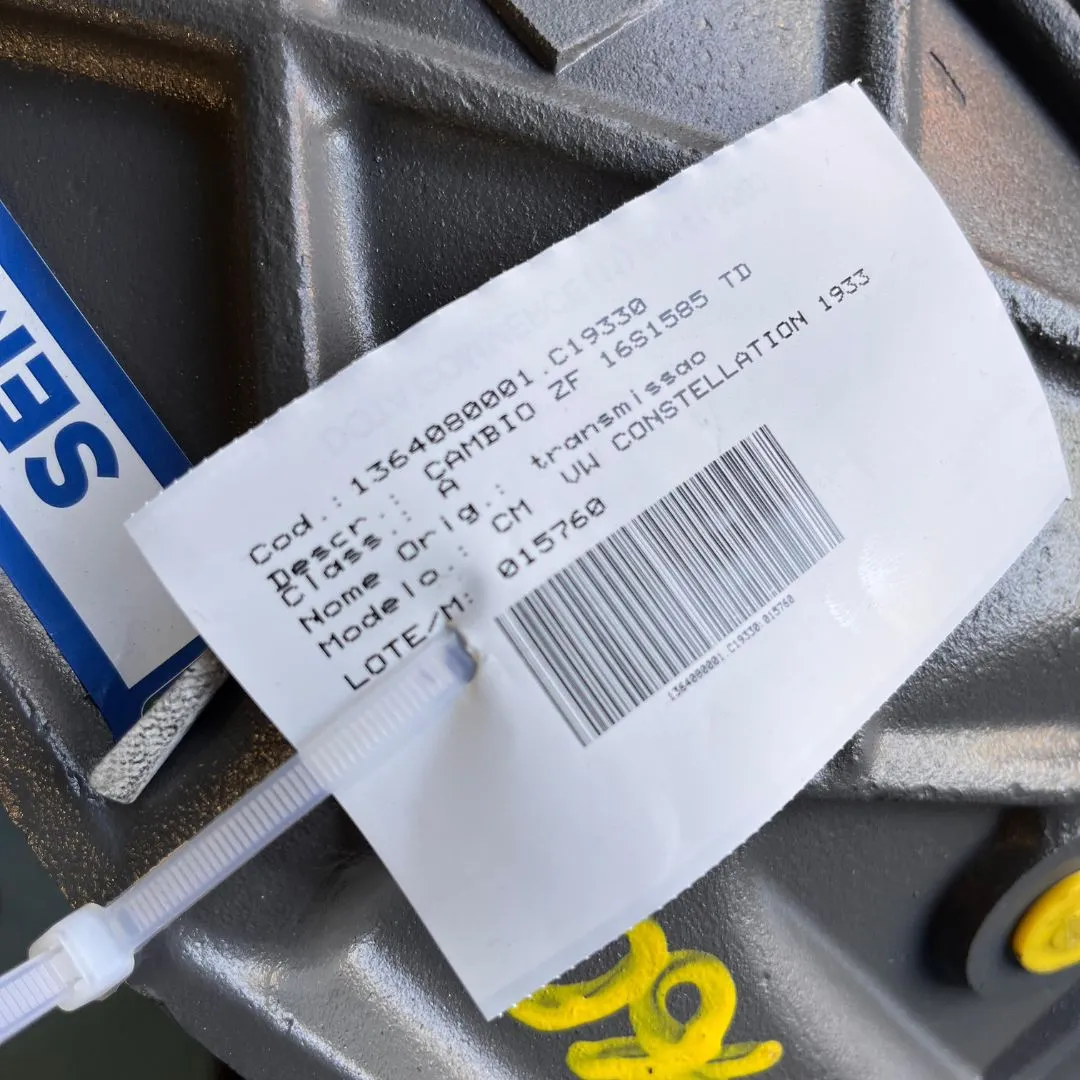 Cod.: 1364080001.C19330
Descr.: CAMBIO ZF 16S1585 TD
Class.: A
Nome Orig.: transmissao
Modelo.: CM VW CONSTELLATION 1933
LOTE/M: 015760
1364080001.C19330:015760
NES